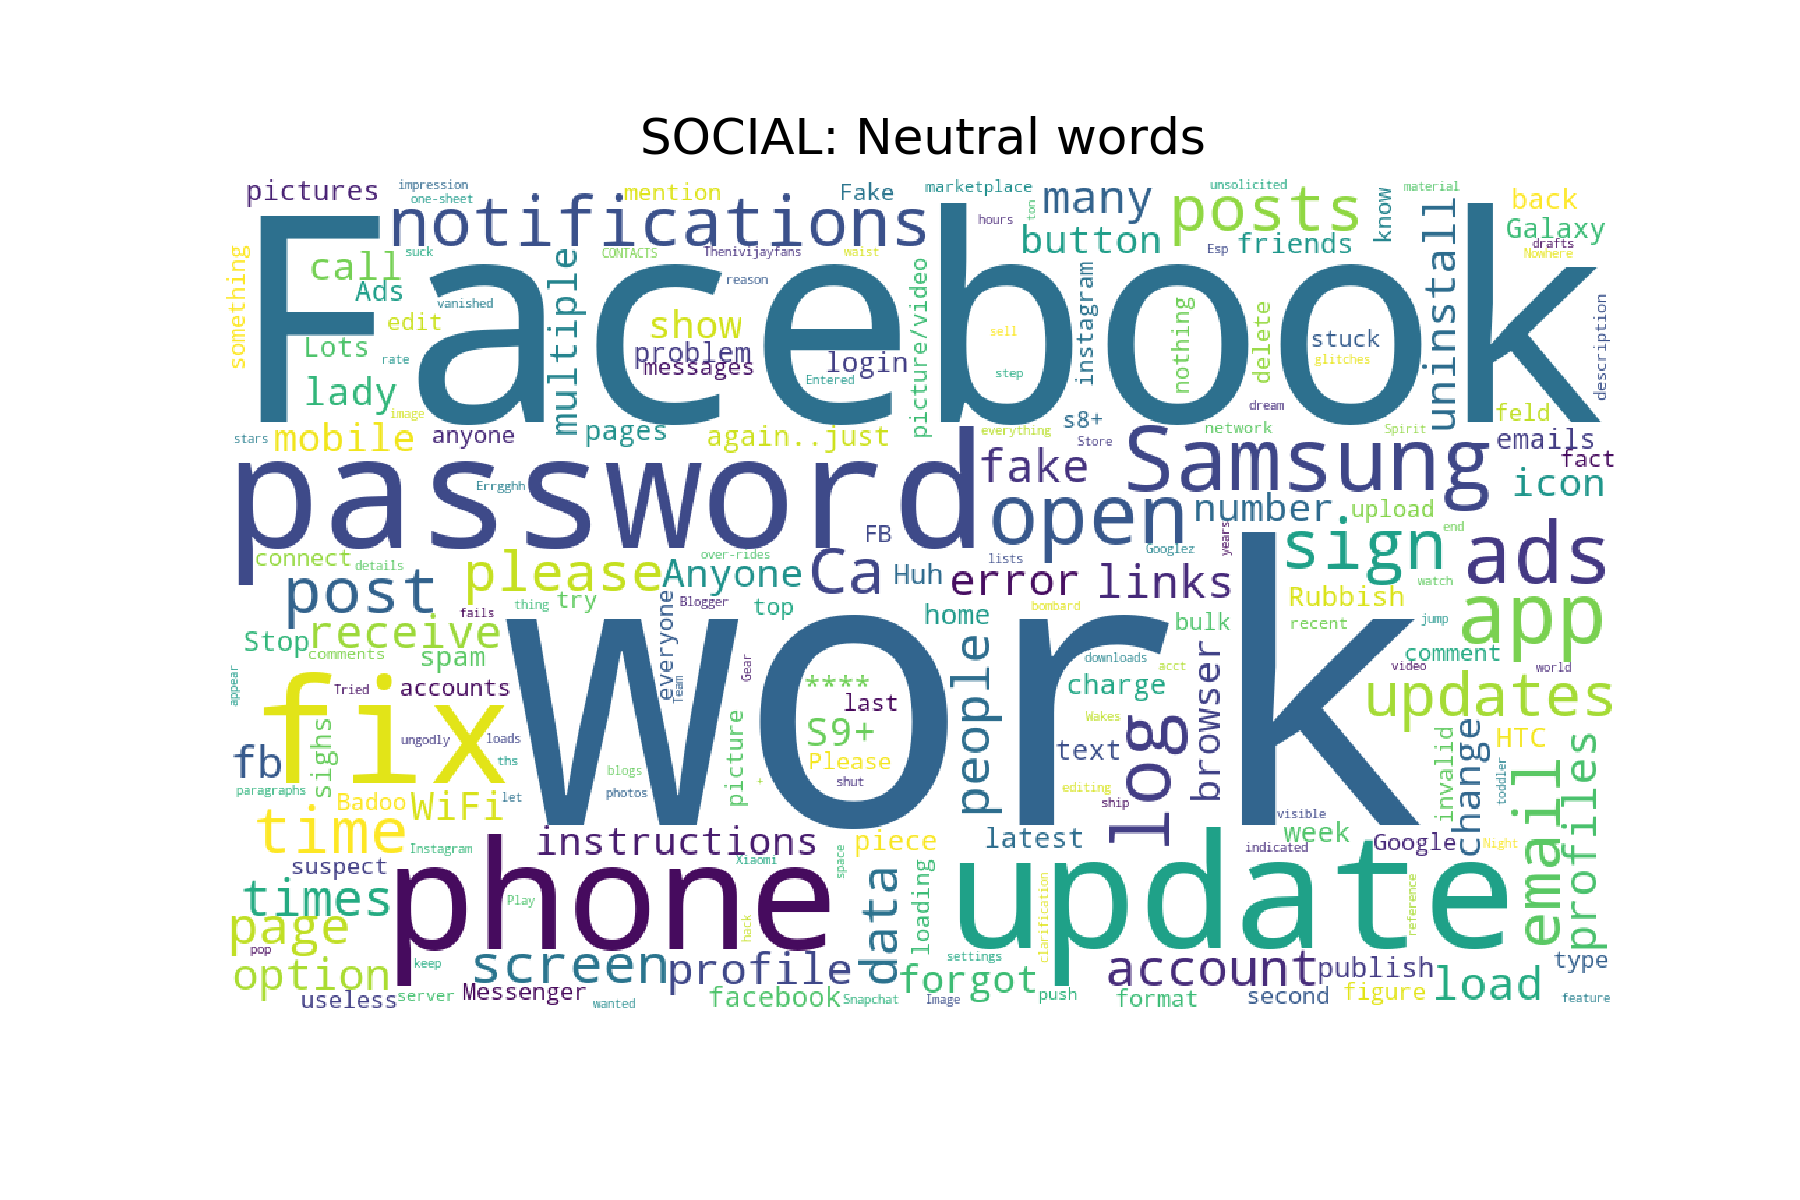 SOCIAL: Neutral words
pictures
impression
one-sheet
mention
Fake
marketplace
ton
many
unsolicited
material
back
notifications
hours
posts
know
Galaxy
button
Esp
friends
uninstall
drafts
Nowhere
something
call
suck
CONTACTS
Thenivijayfans
waist
Facebook
Ads
vanished
multiple
reason
picture/video
instagram
nothing
delete
description
edit
show
sell
stuck
Lots
rate
problem
messages
login
glitches
lady
Entered
step
image
dream
s8+
feld
stars
mobile
anyone
pages
again..just
everything
Store
network
Spirit
emails
password
Errgghh
fake
Samsung
fact
icon
open
number
upload
FB
years
end
connect
details
over-rides
lists
Googlez
sign
ads
post
please
Anyone
Ca
Huh
error
links
watch
thing
try
Blogger
top
home
bombard
Rubbish
app
fails
Stop
receive
everyone
work
bulk
recent
jump
comments
spam
people
downloads
acct
browser
comment
video
world
appear
Tried
accounts
Team
Gear
****
last
charge
updates
fix
S9+
Wakes
log
sighs
ungodly
loads
picture
Please
text
invalid
change
HTC
fb
ths
blogs
+
shut
toddler
email
profiles
paragraphs
Badoo
WiFi
let
photos
editing
ship
visible
time
instructions
piece
latest
week
Google
Night
Instagram
suspect
Xiaomi
space
indicated
phone
update
times
Play
data
loading
clarification
reference
page
hack
pop
keep
screen
profile
settings
account
publish
type
option
forgot
load
useless
server
Messenger
wanted
facebook
Snapchat
Image
push
format
second
figure
feature